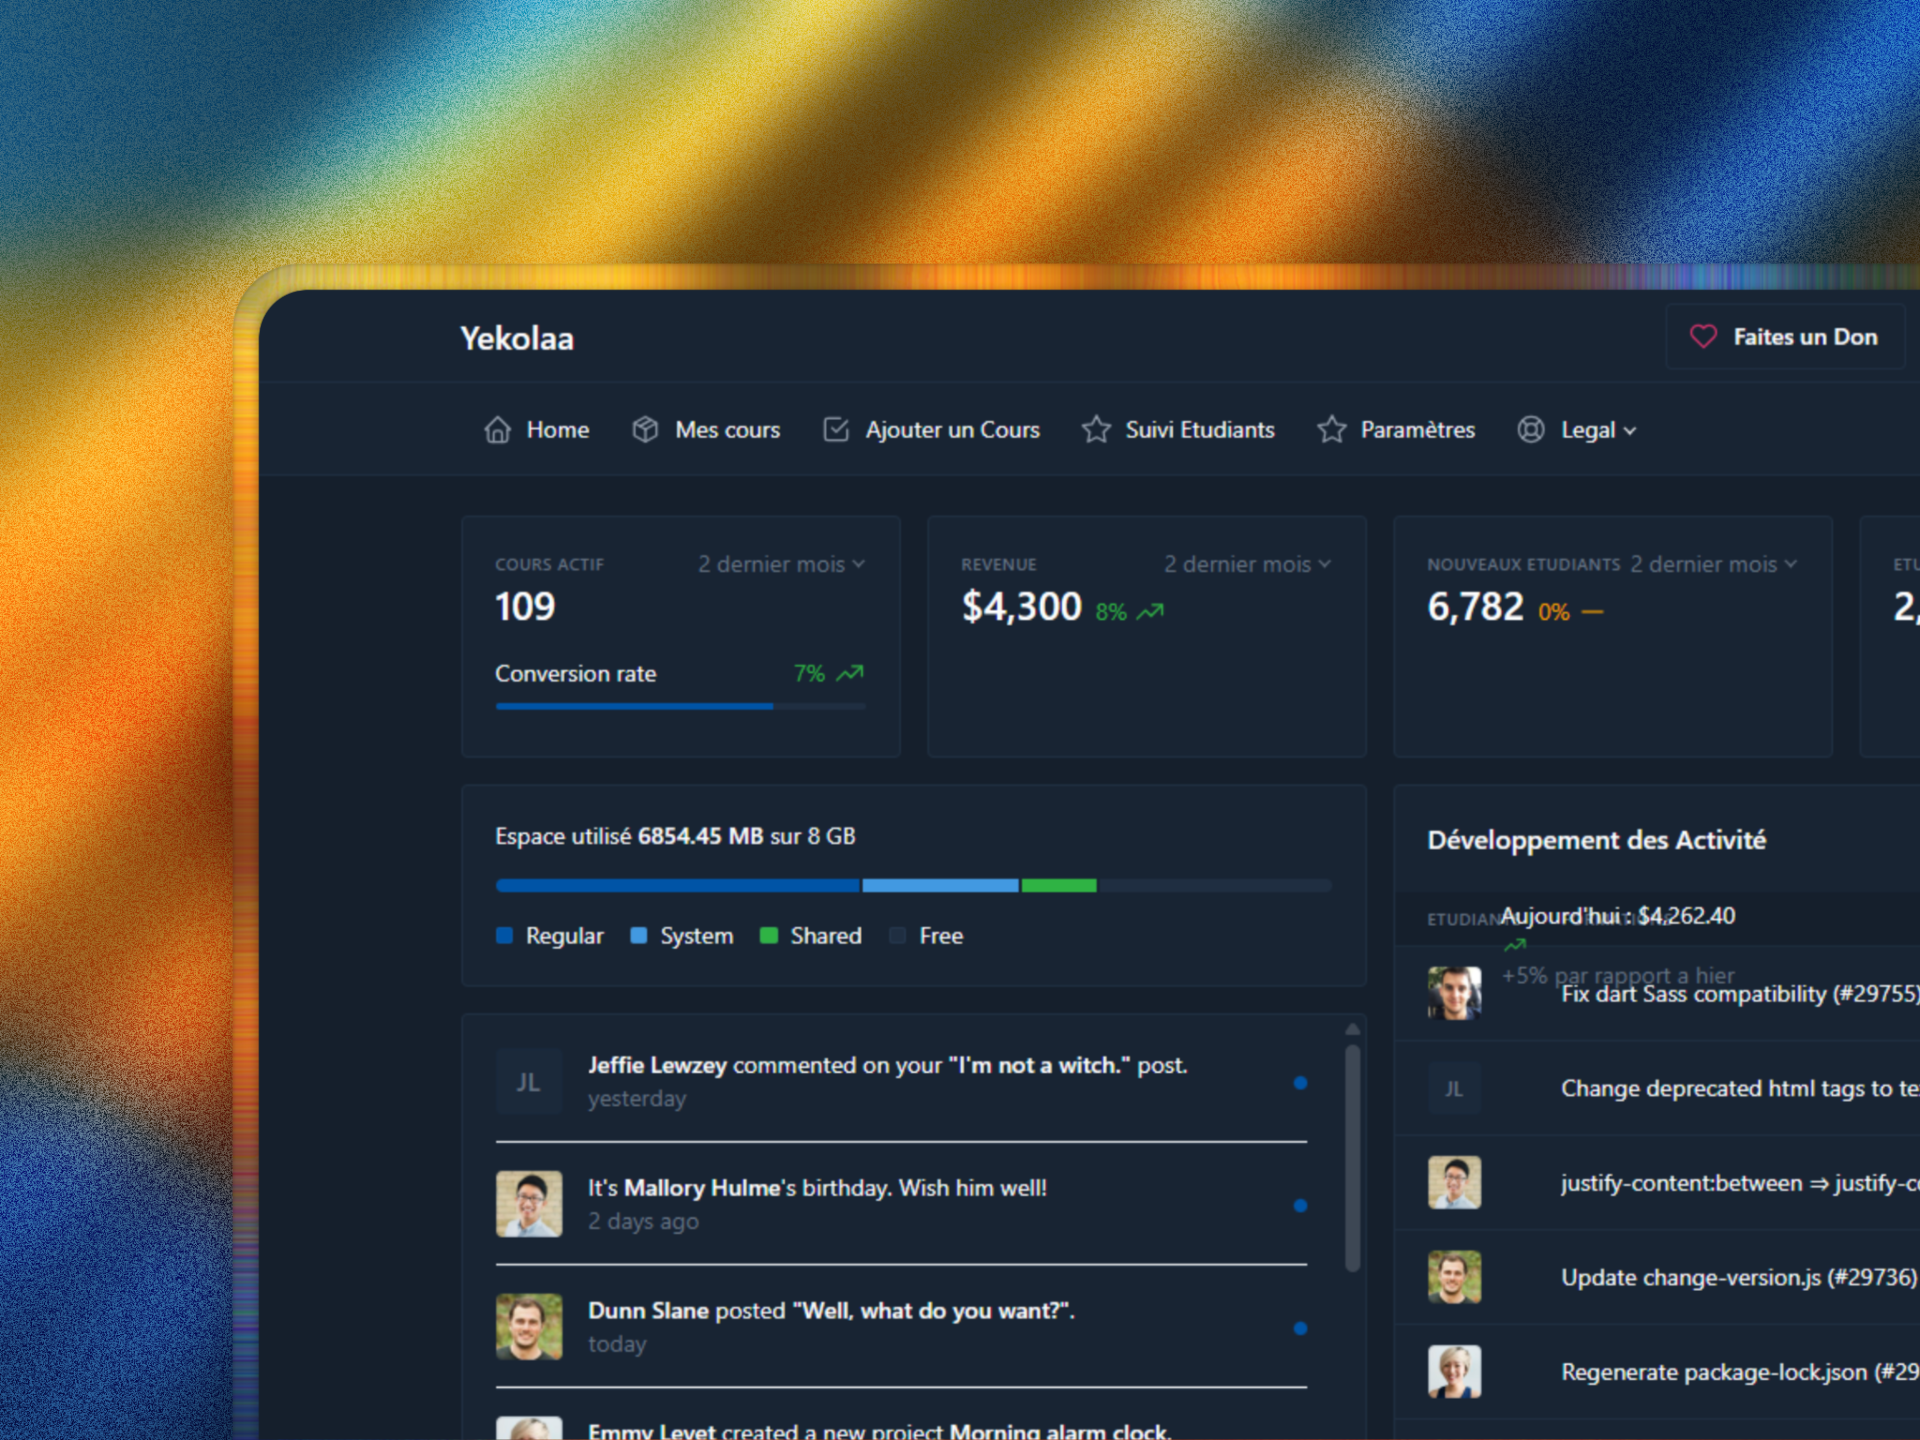 Yekolaa
Faites un Don
Home
Mes cours
Ajouter un Cours
Suivi Etudiants
Paramètres
Legal
COURS ACTIF
2 dernier mois
109
Conversion rate
7%
REVENUE
2 dernier mois
$4,300
8%
NOUVEAUX ETUDIANTS
2 dernier mois
6,782
0%
2,
Espace utilisé 6854.45 MB sur 8 GB
Regular
System
Shared
Free
Jeffie Lewzey commented on your "I'm not a witch." post.
yesterday
It's Mallory Hulme's birthday. Wish him well!
2 days ago
Dunn Slane posted "Well, what do you want?".
today
Emmy Levet created a new project Morning alarm clock.
JL
Développement des Activité
Aujourd'hui : $4,262.40
+5% par rapport a hier
Fix dart Sass compatibility (#29755)
JL
Change deprecated html tags to
justify-content:between ⇒
Update change-version.js (#29736)
Regenerate package-lock.json (#29